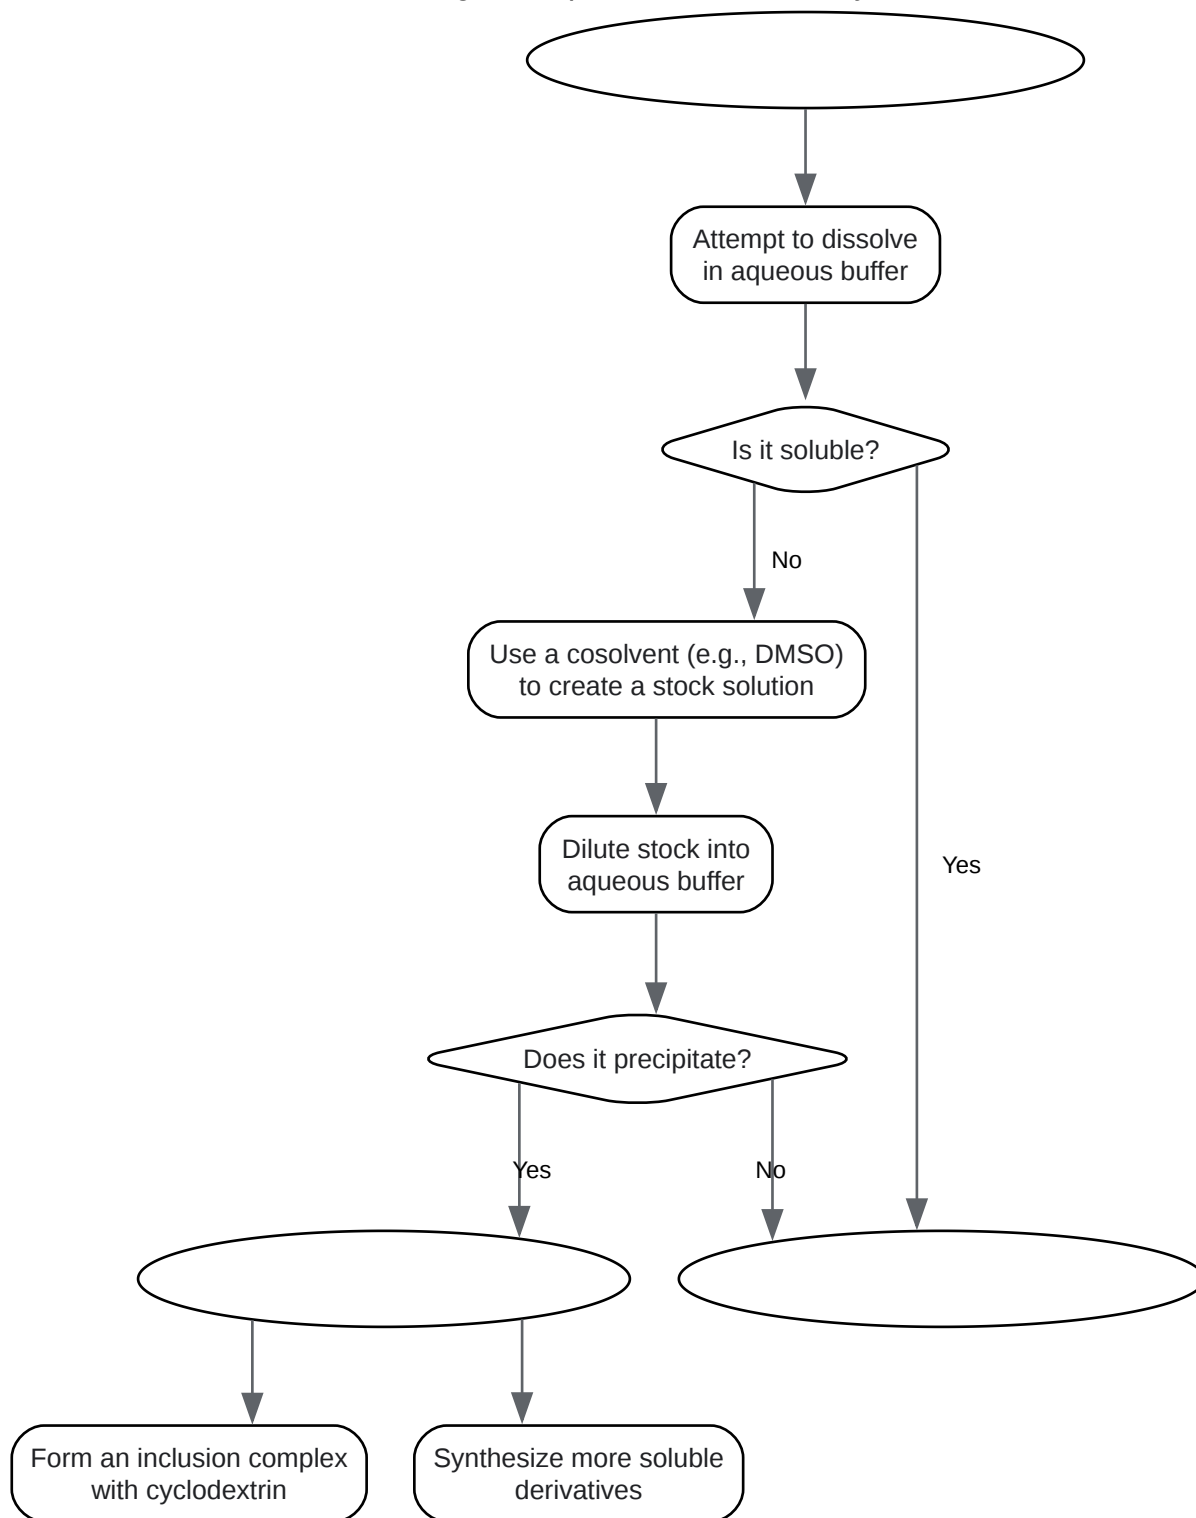 Attempt to dissolve
in aqueous buffer
Is it soluble?
No
Use a cosolvent (e.g., DMSO)
to create a stock solution
Dilute stock into
aqueous buffer
Yes
Does it precipitate?
Yes
No
Form an inclusion complex
with cyclodextrin
Synthesize more soluble
derivatives